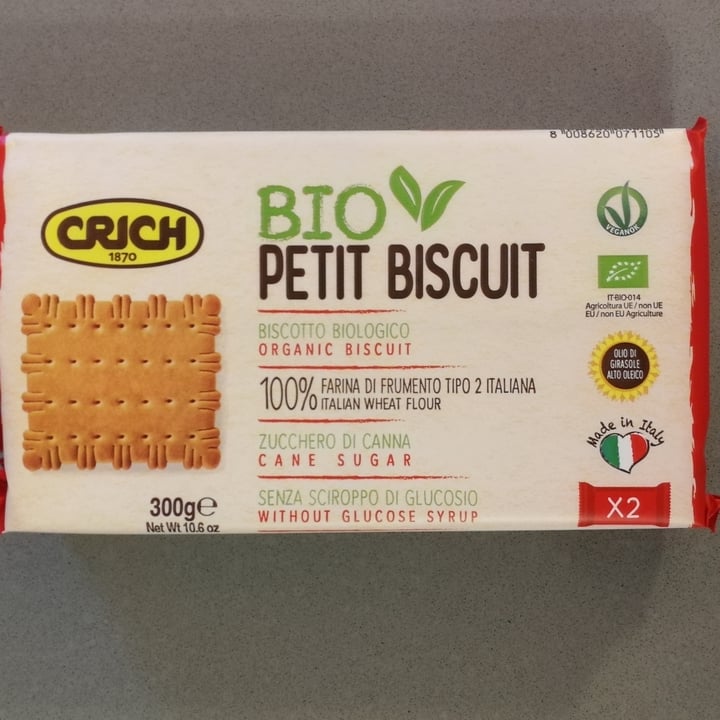 8 008620 071105
CRICH
1870
BIO
PETIT BISCUIT
BISCOTTO BIOLOGICO
ORGANIC BISCUIT
100% FARINA DI FRUMENTO TIPO 2 ITALIANA
ITALIAN WHEAT FLOUR
ZUCCHERO DI CANNA
CANE SUGAR
SENZA SCIROPPO DI GLUCOSIO
WITHOUT GLUCOSE SYRUP
300g℮
Net Wt 10.6 oz
VEGANOK
IT-BIO-014
Agricoltura UE / non UE
EU / non EU Agriculture
OLIO DI
GIRASOLE
ALTO OLEICO
Made in Italy
X2